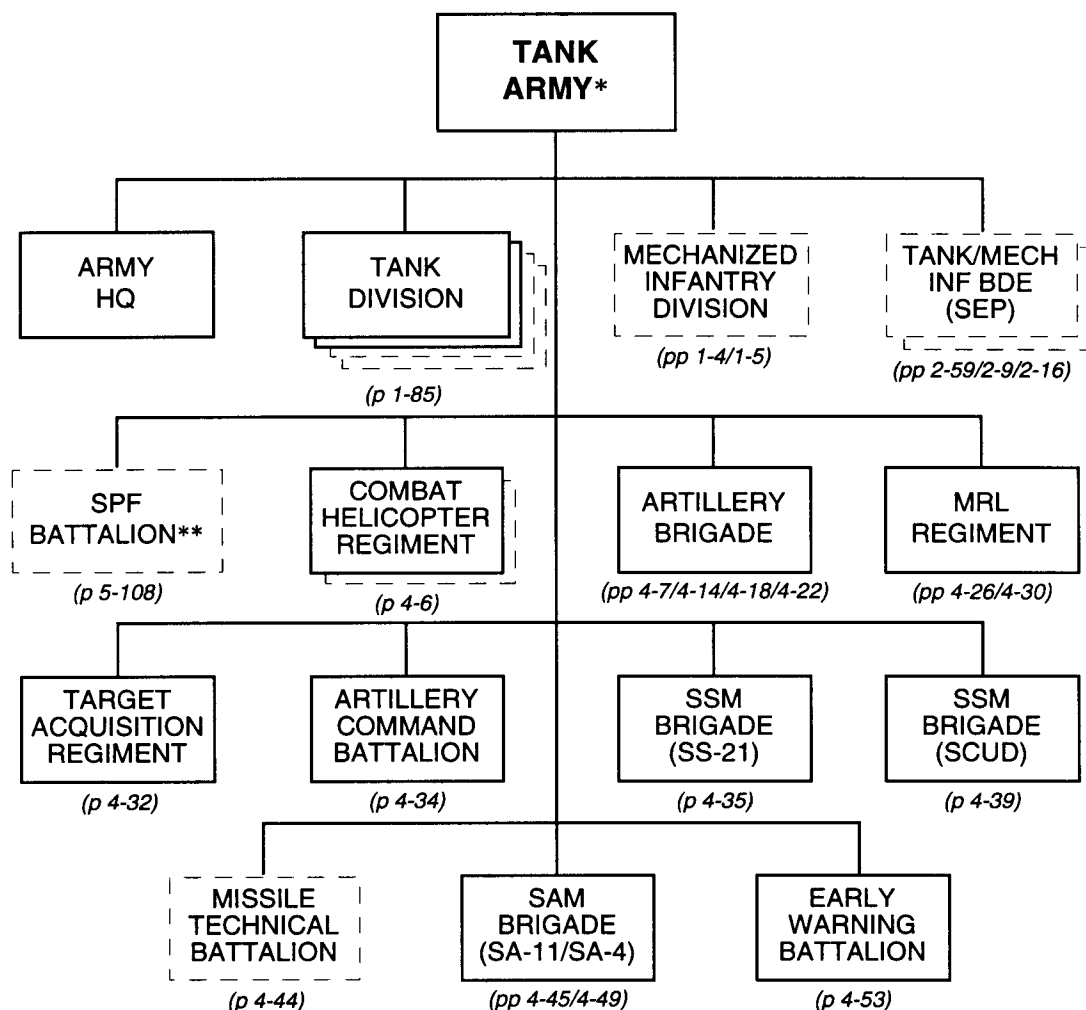 TANK
ARMY*
ARMY
HQ
TANK
DIVISION
(p 1-85)
MECHANIZED
INFANTRY
DIVISION
(pp 1-4/1-5)
TANK/MECH
INF BDE
(SEP)
(pp 2-59/2-9/2-16)
SPF
BATTALION**
(p 5-108)
COMBAT
HELICOPTER
REGIMENT
(p 4-6)
ARTILLERY
BRIGADE
(pp 4-7/4-14/4-18/4-22)
MRL
REGIMENT
(pp 4-26/4-30)
TARGET
ACQUISITION
REGIMENT
(p 4-32)
ARTILLERY
COMMAND
BATTALION
(p 4-34)
SSM
BRIGADE
(SS-21)
(p 4-35)
SSM
BRIGADE
(SCUD)
(p 4-39)
MISSILE
TECHNICAL
BATTALION
(p 4-44)
SAM
BRIGADE
(SA-11/SA-4)
(pp 4-45/4-49)
EARLY
WARNING
BATTALION
(p 4-53)